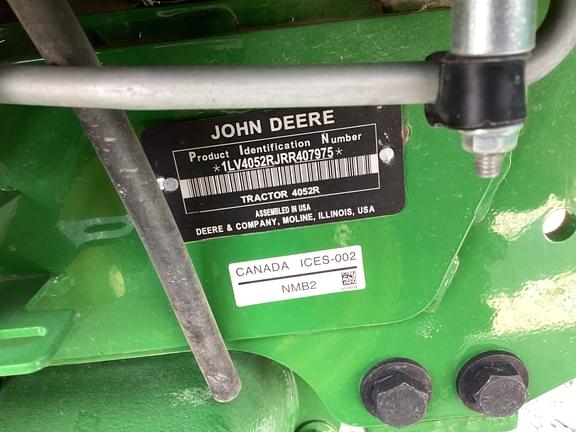 JOHN DEERE
Product Identification Number
*1LV4052RJRR407975*
TRACTOR 4052R
ASSEMBLED IN USA
DEERE & COMPANY, MOLINE, ILLINOIS, USA
CANADA ICES-002
NMB2